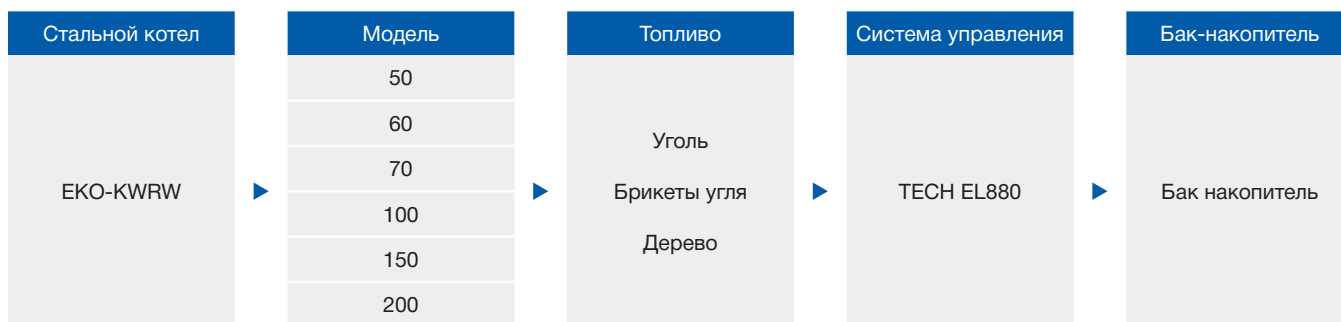 Стальной котел
EKO-KWRW
Модель
50
60
70
100
150
200
Топливо
Уголь
Брикеты угля
Дерево
Система управления
TECH EL880
Бак-накопитель
Бак накопитель